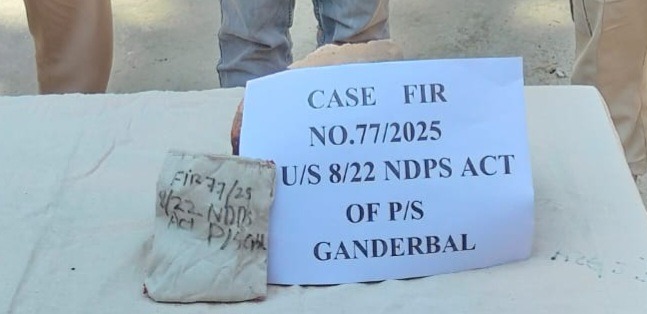 CASE FIR
NO.77/2025
U/S 8/22 NDPS ACT
OF P/S
GANDERBAL
FIR 77/25
8/22 NDPS
Act P/S